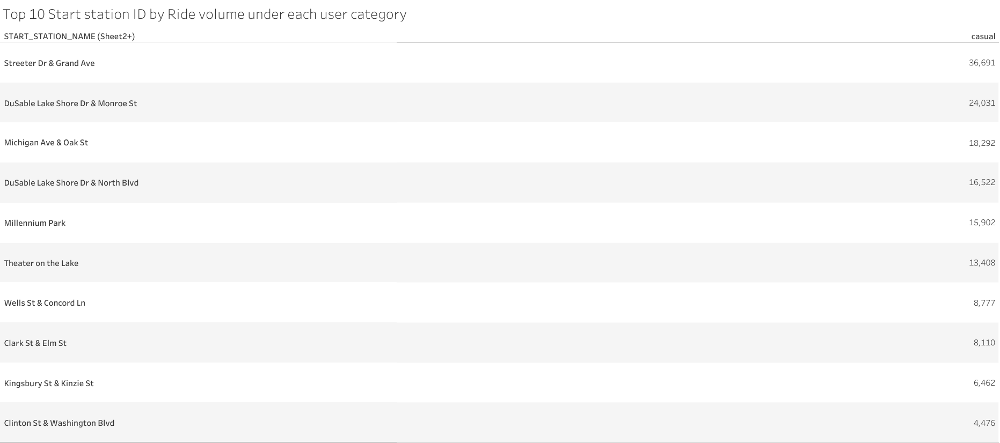 Top 10 Start station ID by Ride volume under each user category
START_STATION_NAME (Sheet2+) casual
Streeter Dr & Grand Ave 36,691
DuSable Lake Shore Dr & Monroe St 24,031
Michigan Ave & Oak St 18,292
DuSable Lake Shore Dr & North Blvd 16,522
Millennium Park 15,902
Theater on the Lake 13,408
Wells St & Concord Ln 8,777
Clark St & Elm St 8,110
Kingsbury St & Kinzie St 6,462
Clinton St & Washington Blvd 4,476